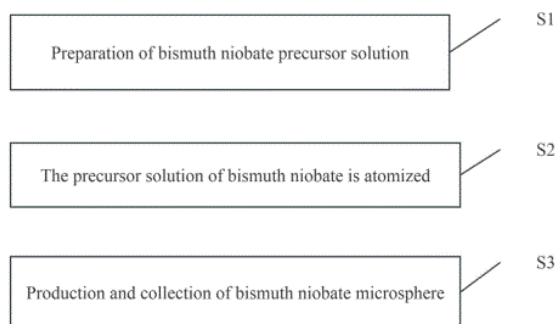 S1
Preparation of bismuth niobate precursor solution
S2
The precursor solution of bismuth niobate is atomized
S3
Production and collection of bismuth niobate microsphere